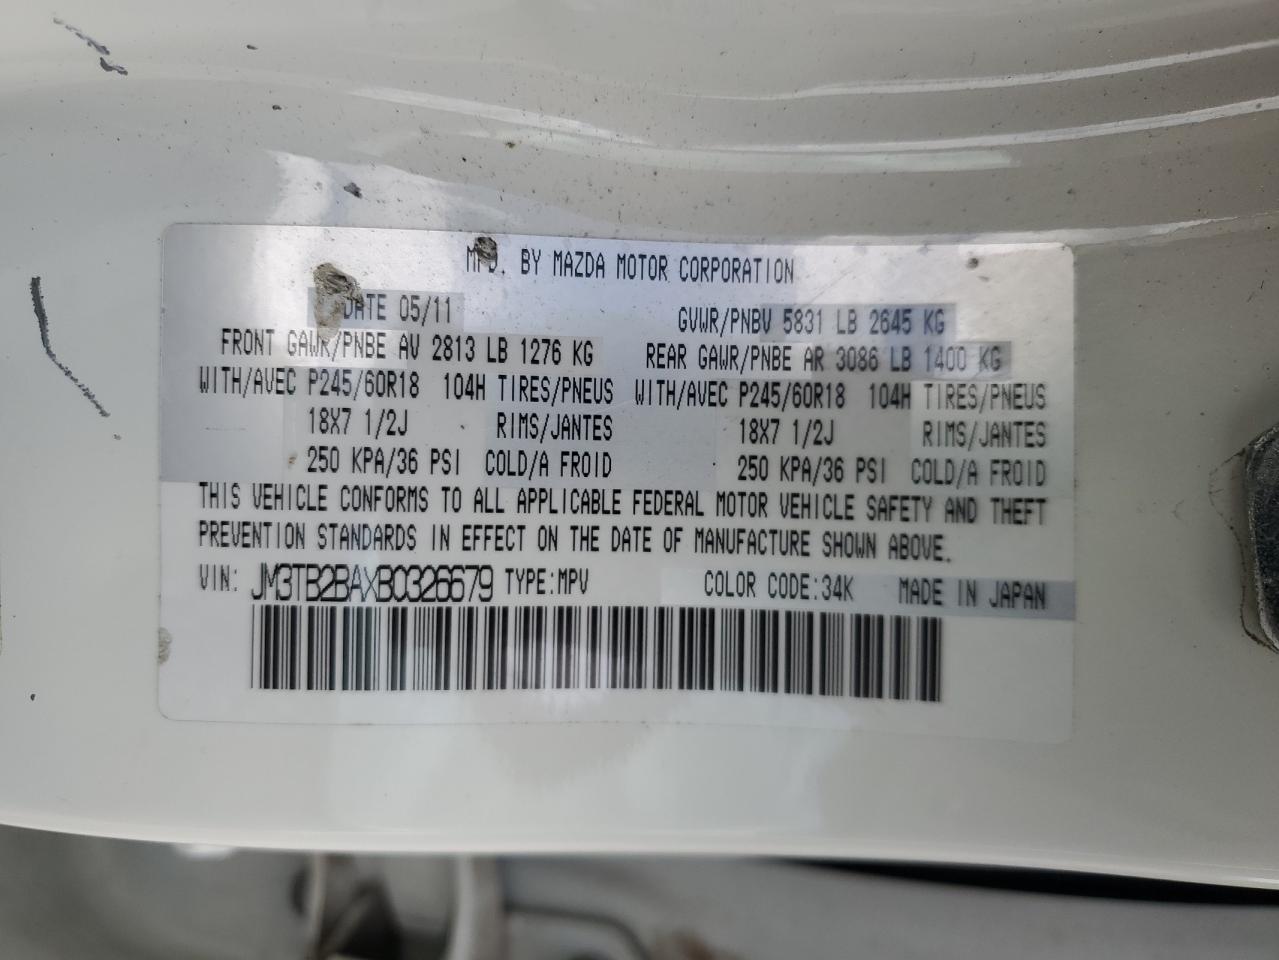 MFD. BY MAZDA MOTOR CORPORATION
DATE 05/11 GVWR/PNBV 5831 LB 2645 KG
FRONT GAWR/PNBE AV 2813 LB 1276 KG REAR GAWR/PNBE AR 3086 LB 1400 KG
WITH/AVEC P245/60R18 104H TIRES/PNEUS WITH/AVEC P245/60R18 104H TIRES/PNEUS
18X7 1/2J RIMS/JANTES 18X7 1/2J RIMS/JANTES
250 KPA/36 PSI COLD/A FROID 250 KPA/36 PSI COLD/A FROID
THIS VEHICLE CONFORMS TO ALL APPLICABLE FEDERAL MOTOR VEHICLE SAFETY AND THEFT
PREVENTION STANDARDS IN EFFECT ON THE DATE OF MANUFACTURE SHOWN ABOVE.
VIN: JM3TB2BAXB0326679 TYPE:MPV COLOR CODE:34K MADE IN JAPAN